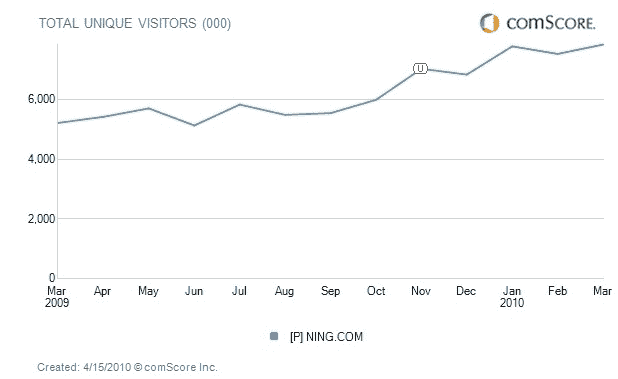 TOTAL UNIQUE VISITORS (000)
comScore.
U
6,000
4,000
2,000
0
Mar Apr May Jun Jul Aug Sep Oct Nov Dec Jan Feb Mar
2009 2010
[P] NING.COM
Created: 4/15/2010 © comScore Inc.